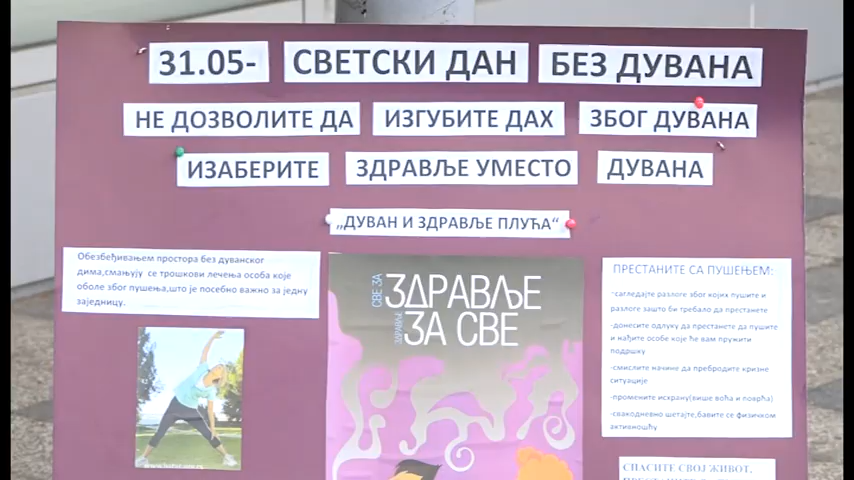 31.05- СВЕТСКИ ДАН БЕЗ ДУВАНА
НЕ ДОЗВОЛИТЕ ДА ИЗГУБИТЕ ДАХ ЗБОГ ДУВАНА
ИЗАБЕРИТЕ ЗДРАВЉЕ УМЕСТО ДУВАНА
„ДУВАН И ЗДРАВЉЕ ПЛУЋА“
Обезбеђивањем простора без дуванског
дима,смањују се трошкови лечења особа које
оболе због пушења,што је посебно важно за једну
заједницу.
СВЕ ЗА
ЗДРАВЉЕ
ЗДРАВЉЕ
ЗА СВЕ
ПРЕСТАНИТЕ СА ПУШЕЊЕМ:
-сагледајте разлоге због којих пушите и
разлоге зашто би требало да престанете
-донесите одлуку да престанете да пушите
и нађите особе које ће вам пружити
подршку
-смислите начине да пребродите кризне
ситуације
-промените исхрану(више воћа и поврћа)
-свакодневно шетајте,бавите се физичком
активношћу
СПАСИТЕ СВОЈ ЖИВОТ,